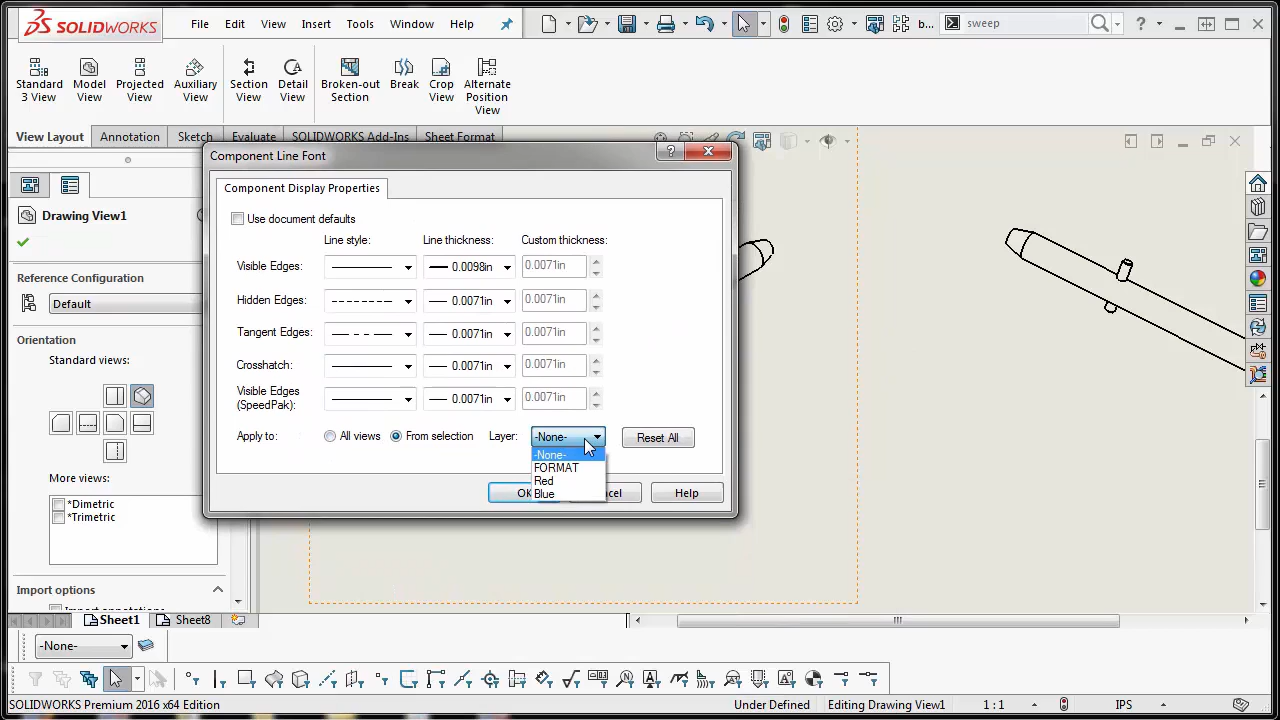 SOLIDWORKS
File Edit View Insert Tools Window Help
b...
sweep
Standard 3 View
Model View
Projected View
Auxiliary View
Section View
Detail View
Broken-out Section
Break
Crop View
Alternate Position View
View Layout Annotation Sketch Evaluate SOLIDWORKS Add-Ins Sheet Format
Component Line Font
Component Display Properties
Use document defaults
Line style: Line thickness: Custom thickness:
Visible Edges: 0.0098in 0.0071in
Hidden Edges: 0.0071in 0.0071in
Tangent Edges: 0.0071in 0.0071in
Crosshatch: 0.0071in 0.0071in
Visible Edges (SpeedPak): 0.0071in 0.0071in
Apply to: All views From selection Layer: -None- Reset All
-None-
FORMAT
Red
Blue
Help
Drawing View1
Reference Configuration
Default
Orientation
Standard views:
More views:
*Dimetric
*Trimetric
Import options
Sheet1 Sheet8
-None-
SOLIDWORKS Premium 2016 x64 Edition Under Defined Editing Drawing View1 1 : 1 IPS